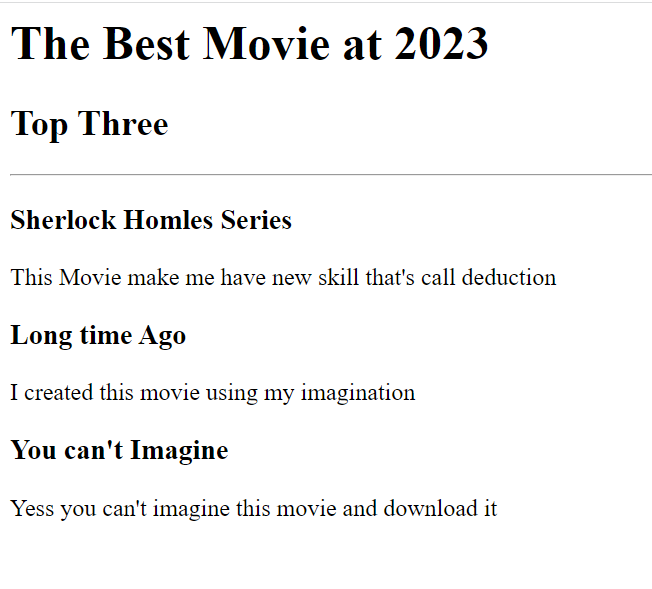 The Best Movie at 2023
Top Three
Sherlock Homles Series
This Movie make me have new skill that's call deduction
Long time Ago
I created this movie using my imagination
You can't Imagine
Yess you can't imagine this movie and download it